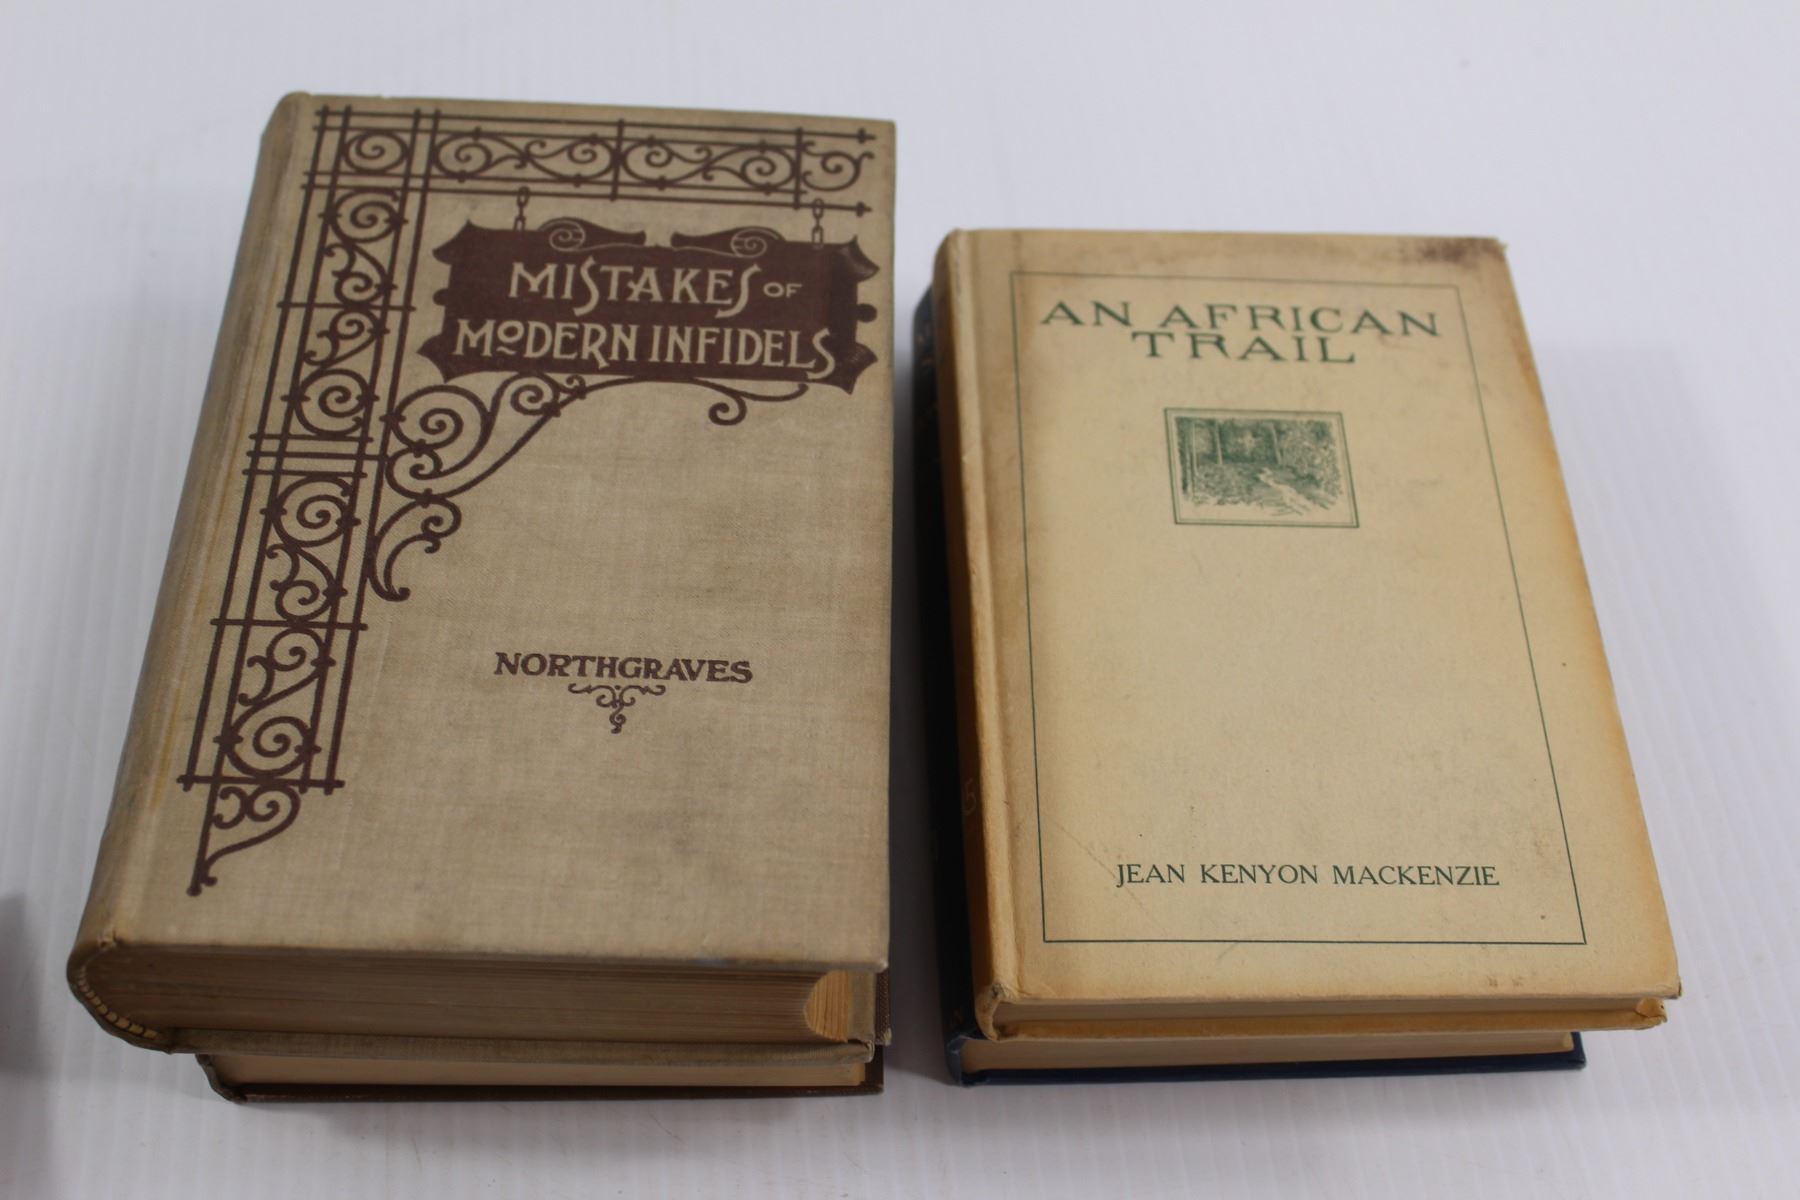 MISTAKES OF
MODERN INFIDELS
NORTHGRAVES
AN AFRICAN
TRAIL
JEAN KENYON MACKENZIE